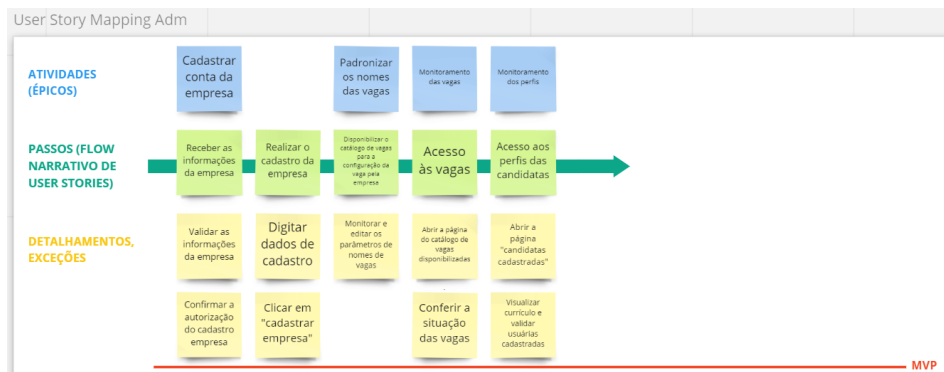 User Story Mapping Adm
ATIVIDADES
(ÉPICOS)
Cadastrar
conta da
empresa
Padronizar
os nomes
das vagas
Monitoramento
das vagas
Monitoramento
dos perfis
PASSOS (FLOW
NARRATIVO DE
USER STORIES)
Receber as
informações
da empresa
Realizar o
cadastro da
empresa
Disponibilizar o
catálogo de vagas
para a
configuração da
vaga pela
empresa
Acesso
às vagas
Acesso aos
perfis das
candidatas
DETALHAMENTOS,
EXCEÇÕES
Validar as
informações
da empresa
Digitar
dados de
cadastro
Monitorar e
editar os
parâmetros de
nomes de
vagas
Abrir a página
do catálogo de
vagas
disponibilizadas
Abrir a
página
"candidatas
cadastradas"
Confirmar a
autorização
do cadastro
empresa
Clicar em
"cadastrar
empresa"
Conferir a
situação
das vagas
Visualizar
currículo e
validar
usuárias
cadastradas
MVP